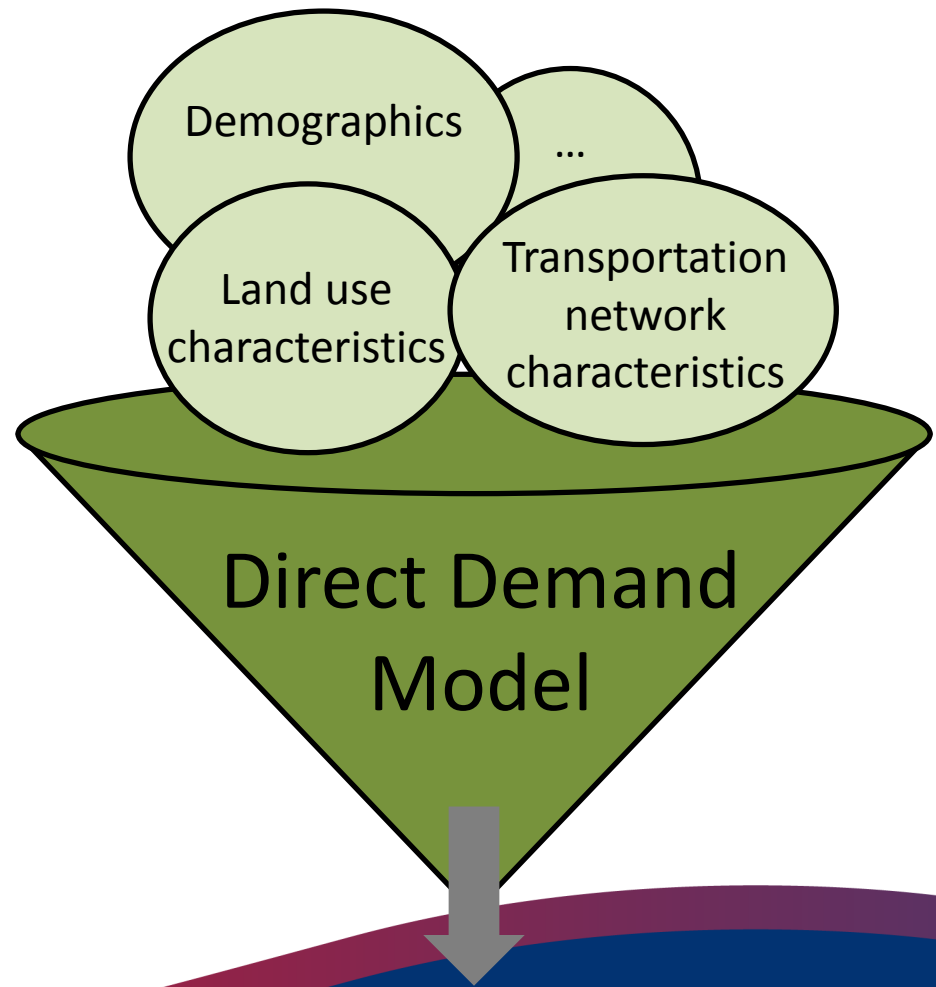 Demographics
...
Land use
characteristics
Transportation
network
characteristics
Direct Demand
Model